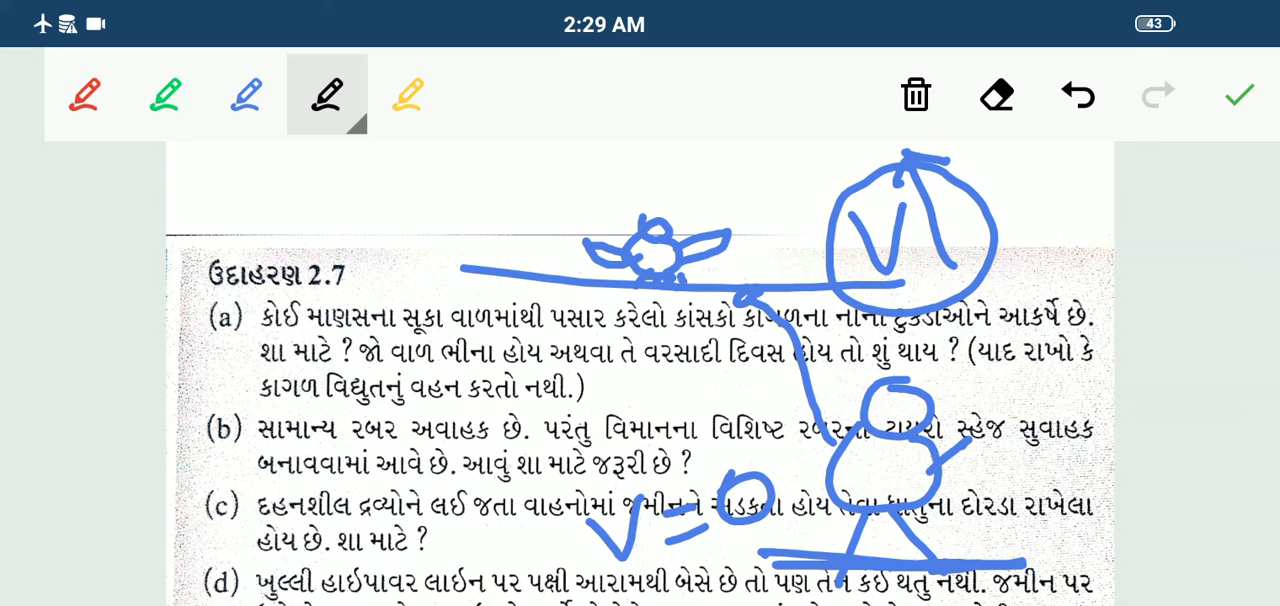 2:29 AM
43
V
ઉદાહરણ 2.7
(a) કોઈ માણસના સૂકા વાળમાંથી પસાર કરેલો કાંસકો કાગળના નાના ટુકડાઓને આકર્ષે છે.
શા માટે ? જો વાળ ભીના હોય અથવા તે વરસાદી દિવસ હોય તો શું થાય ? (યાદ રાખો કે
કાગળ વિદ્યુતનું વહન કરતો નથી.)
(b) સામાન્ય રબર અવાહક છે. પરંતુ વિમાનના વિશિષ્ટ રબરના ટાયરો સ્હેજ સુવાહક
બનાવવામાં આવે છે. આવું શા માટે જરૂરી છે ?
(c) દહનશીલ દ્રવ્યોને લઈ જતા વાહનોમાં જમીનને અડકતા હોય તેવા ધાતુના દોરડા રાખેલા
હોય છે. શા માટે ?
V = 0
(d) ખુલ્લી હાઇપાવર લાઇન પર પક્ષી આરામથી બેસે છે તો પણ તેને કઈ થતુ નથી. જમીન પર